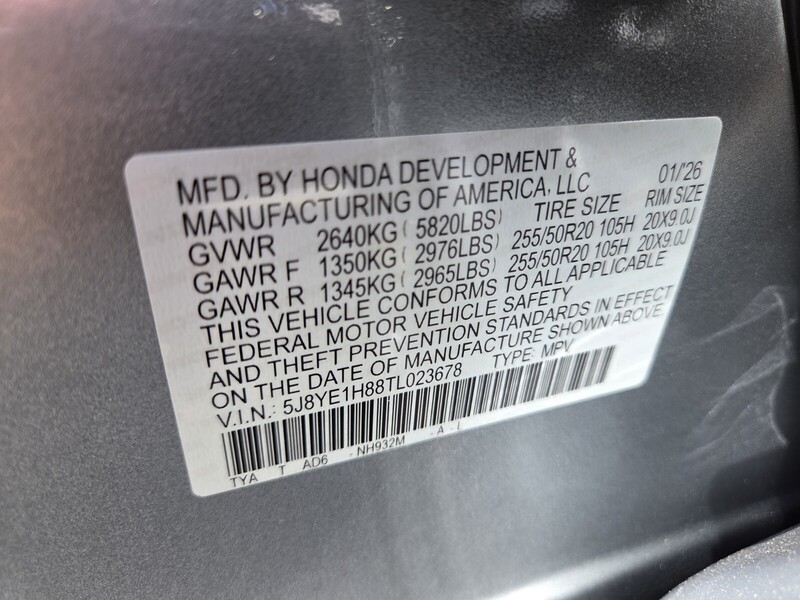 MFD. BY HONDA DEVELOPMENT &
MANUFACTURING OF AMERICA, LLC 01/'26
GVWR 2640KG ( 5820LBS) TIRE SIZE RIM SIZE
GAWR F 1350KG ( 2976LBS) 255/50R20 105H 20X9.0J
GAWR R 1345KG ( 2965LBS) 255/50R20 105H 20X9.0J
THIS VEHICLE CONFORMS TO ALL APPLICABLE
FEDERAL MOTOR VEHICLE SAFETY
AND THEFT PREVENTION STANDARDS IN EFFECT
ON THE DATE OF MANUFACTURE SHOWN ABOVE.
V.I.N.: 5J8YE1H88TL023678 TYPE: MPV
TYA T AD6 - NH932M - A - L